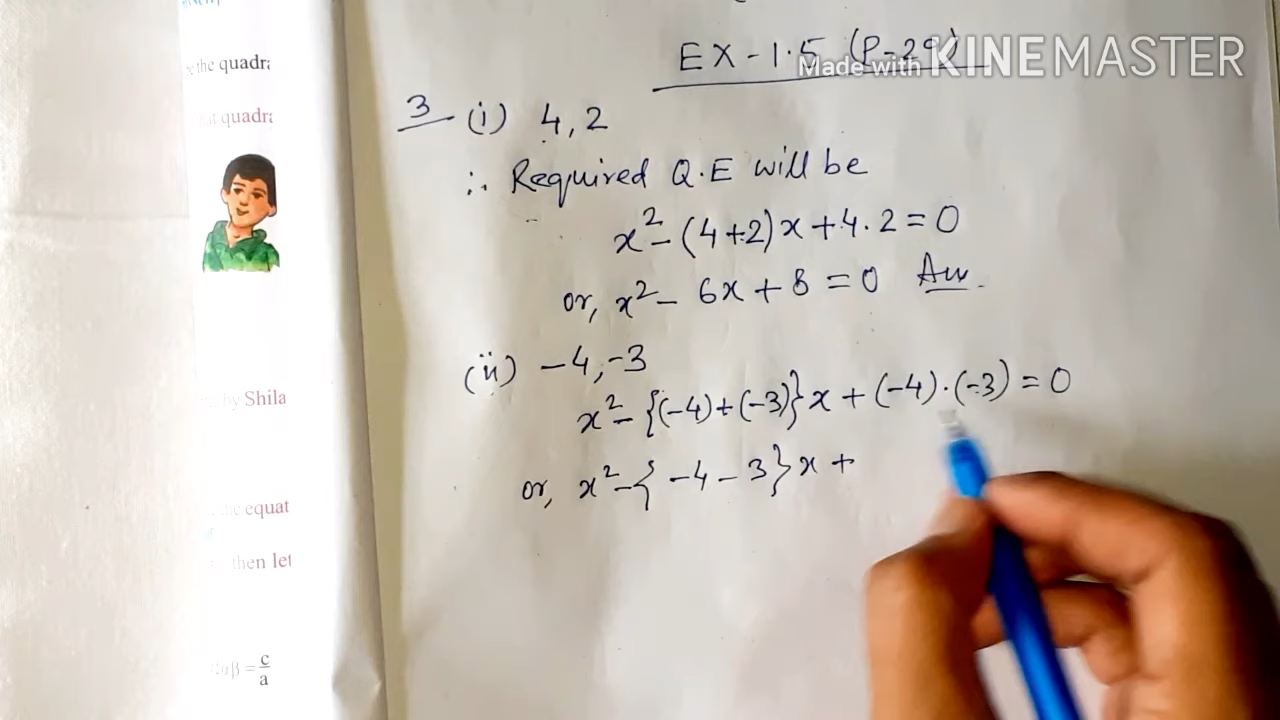 the quadra
quadra
by Shila
the equat
then let
αβ = c/a
EX - 1.5 (P-29)
Made with KINEMASTER
3 (i) 4, 2
∴ Required Q.E will be
x² - (4+2)x + 4.2 = 0
or, x² - 6x + 8 = 0 Ans.
(ii) -4, -3
x² - {(-4) + (-3)}x + (-4)·(-3) = 0
or, x² - { -4 - 3}x +